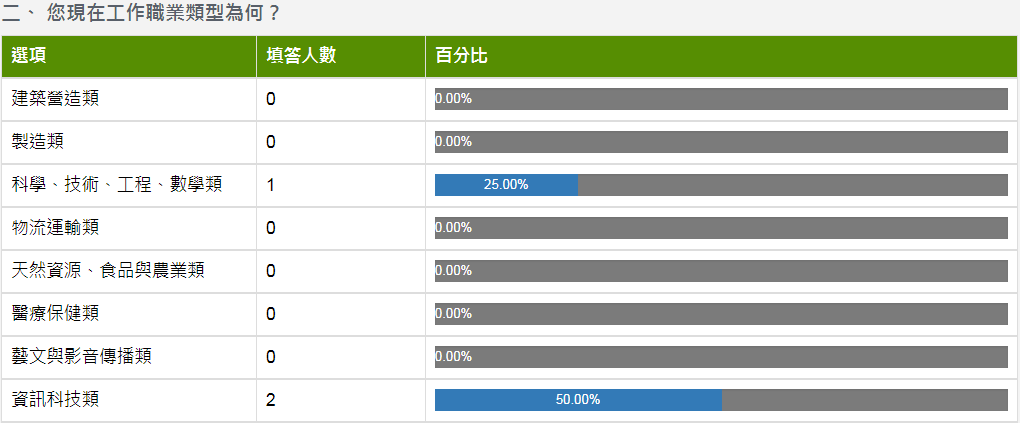 二、 您現在工作職業類型為何？
選項 填答人數 百分比
建築營造類 0 0.00%
製造類 0 0.00%
科學、技術、工程、數學類 1 25.00%
物流運輸類 0 0.00%
天然資源、食品與農業類 0 0.00%
醫療保健類 0 0.00%
藝文與影音傳播類 0 0.00%
資訊科技類 2 50.00%